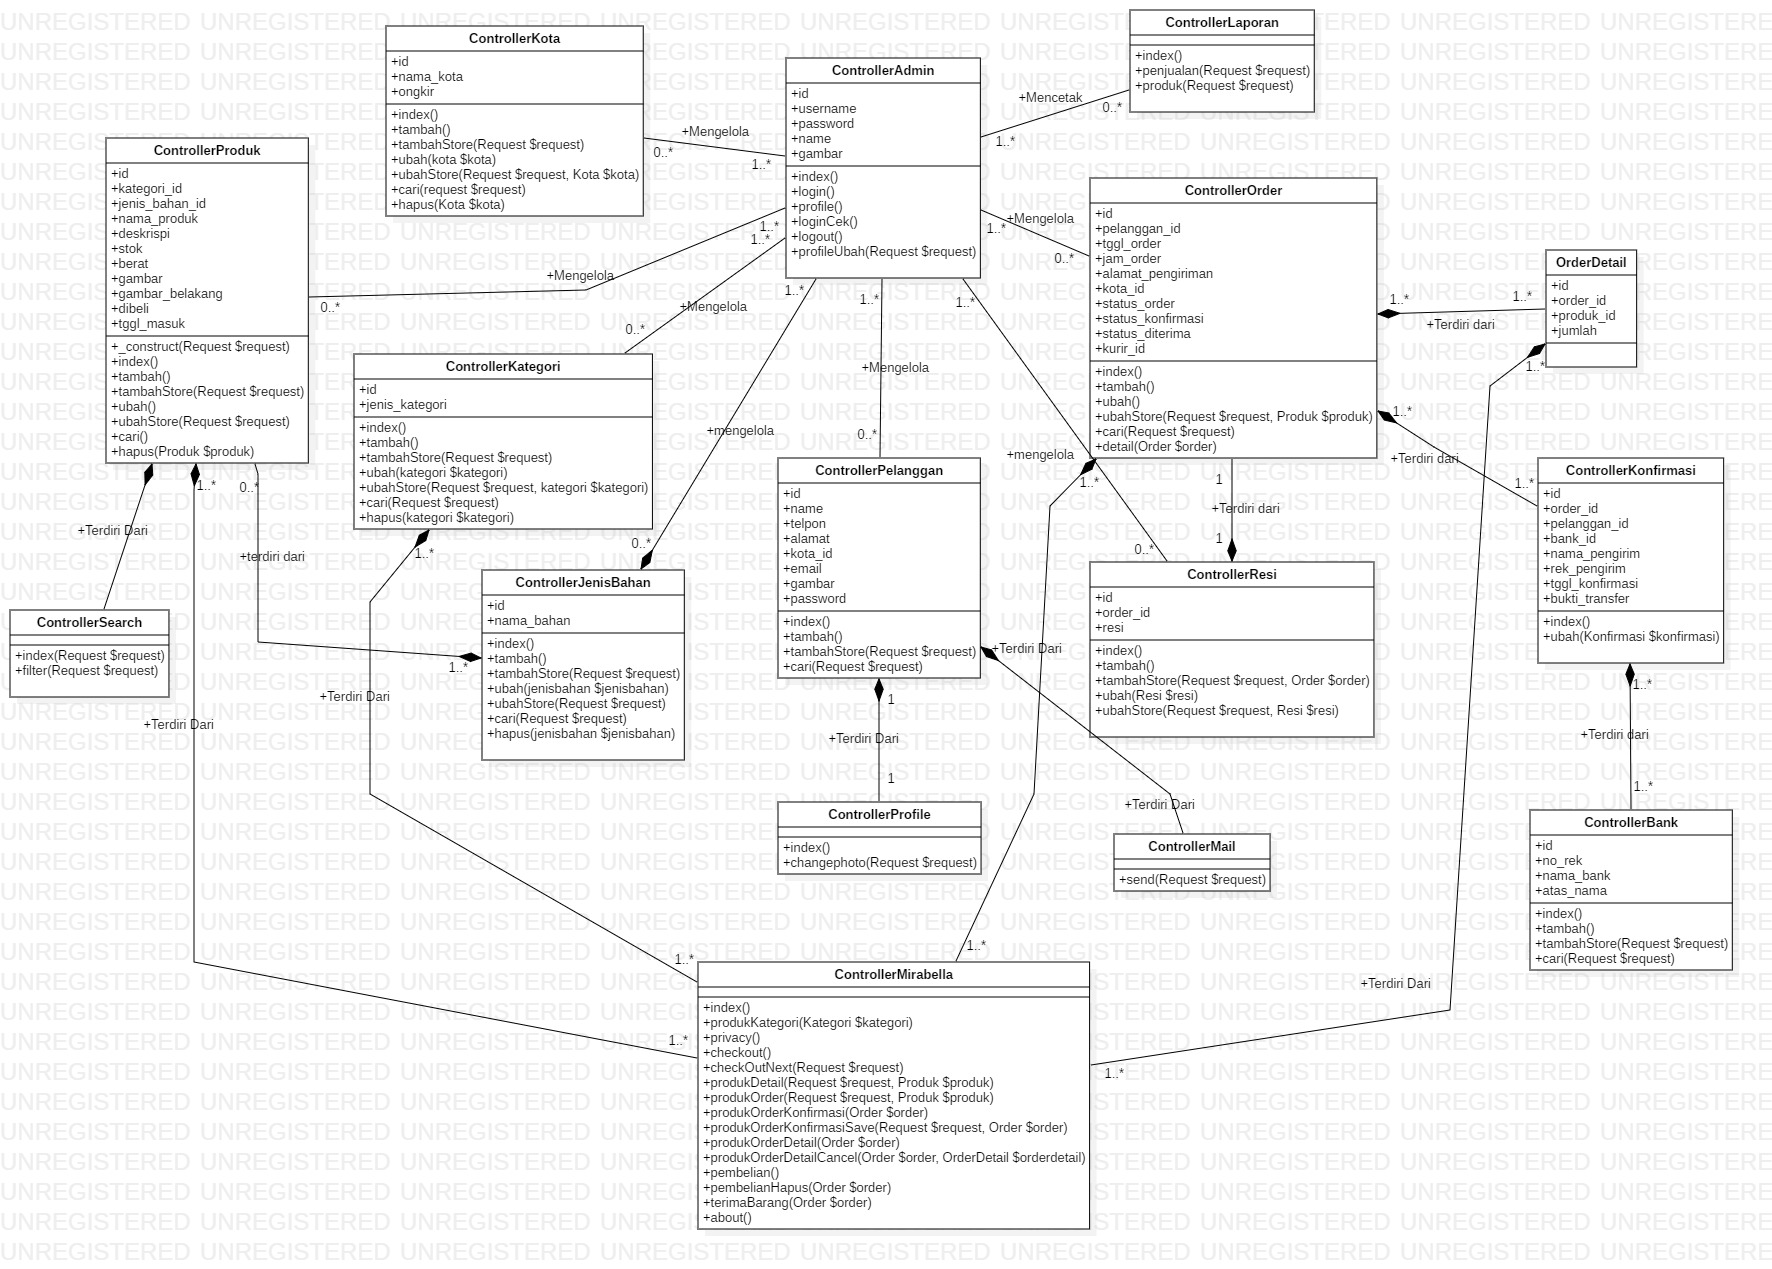 ControllerLaporan
+index()
+penjualan(Request $request)
+produk(Request $request)
ControllerKota
+id
+nama_kota
+ongkir
+index()
+tambah()
+tambahStore(Request $request)
+ubah(kota $kota)
+ubahStore(Request $request, Kota $kota)
+cari(request $request)
+hapus(Kota $kota)
ControllerAdmin
+id
+username
+password
+name
+gambar
+index()
+login()
+profile()
+loginCek()
+logout()
+profileUbah(Request $request)
+Mencetak
0..*
1..*
+Mengelola
0..*
1..*
ControllerProduk
+id
+kategori_id
+jenis_bahan_id
+nama_produk
+deskrispi
+stok
+berat
+gambar
+gambar_belakang
+dibeli
+tggl_masuk
+_construct(Request $request)
+index()
+tambah()
+tambahStore(Request $request)
+ubah()
+ubahStore(Request $request)
+cari()
+hapus(Produk $produk)
ControllerOrder
+id
+pelanggan_id
+tggl_order
+jam_order
+alamat_pengiriman
+kota_id
+status_order
+status_konfirmasi
+status_diterima
+kurir_id
+index()
+tambah()
+ubah()
+ubahStore(Request $request, Produk $produk)
+cari(Request $request)
+detail(Order $order)
+Mengelola
1..*
0..*
1..*
1..*
+Mengelola
0..*
+Mengelola
0..*
OrderDetail
+id
+order_id
+produk_id
+jumlah
1..*
1..*
+Terdiri dari
1..*
1..*
1..*
1..*
+Mengelola
0..*
+mengelola
0..*
+mengelola
0..*
1..*
ControllerKategori
+id
+jenis_kategori
+index()
+tambah()
+tambahStore(Request $request)
+ubah(kategori $kategori)
+ubahStore(Request $request, kategori $kategori)
+cari(Request $request)
+hapus(kategori $kategori)
1..*
+Terdiri dari
1..*
1..*
0..*
+Terdiri Dari
+terdiri dari
1..*
1..*
ControllerPelanggan
+id
+name
+telpon
+alamat
+kota_id
+email
+gambar
+password
+index()
+tambah()
+tambahStore(Request $request)
+cari(Request $request)
1
+Terdiri dari
1
ControllerKonfirmasi
+id
+order_id
+pelanggan_id
+bank_id
+nama_pengirim
+rek_pengirim
+tggl_konfirmasi
+bukti_transfer
+index()
+ubah(Konfirmasi $konfirmasi)
ControllerResi
+id
+order_id
+resi
+index()
+tambah()
+tambahStore(Request $request, Order $order)
+ubah(Resi $resi)
+ubahStore(Request $request, Resi $resi)
ControllerJenisBahan
+id
+nama_bahan
+index()
+tambah()
+tambahStore(Request $request)
+ubah(jenisbahan $jenisbahan)
+ubahStore(Request $request)
+cari(Request $request)
+hapus(jenisbahan $jenisbahan)
ControllerSearch
+index(Request $request)
+filter(Request $request)
+Terdiri Dari
+Terdiri Dari
+Terdiri Dari
1
+Terdiri Dari
1
1..*
+Terdiri dari
1..*
ControllerProfile
+index()
+changephoto(Request $request)
+Terdiri Dari
ControllerMail
+send(Request $request)
ControllerBank
+id
+no_rek
+nama_bank
+atas_nama
+index()
+tambah()
+tambahStore(Request $request)
+cari(Request $request)
1..*
1..*
+Terdiri Dari
1..*
1..*
ControllerMirabella
+index()
+produkKategori(Kategori $kategori)
+privacy()
+checkout()
+checkOutNext(Request $request)
+produkDetail(Request $request, Produk $produk)
+produkOrder(Request $request, Produk $produk)
+produkOrderKonfirmasi(Order $order)
+produkOrderKonfirmasiSave(Request $request, Order $order)
+produkOrderDetail(Order $order)
+produkOrderDetailCancel(Order $order, OrderDetail $orderdetail)
+pembelian()
+pembelianHapus(Order $order)
+terimaBarang(Order $order)
+about()
UNREGISTERED UNREGISTERED UNREGISTERED UNREGISTERED UNREGISTERED UNREGISTERED UNREGISTERED UNREGISTERED